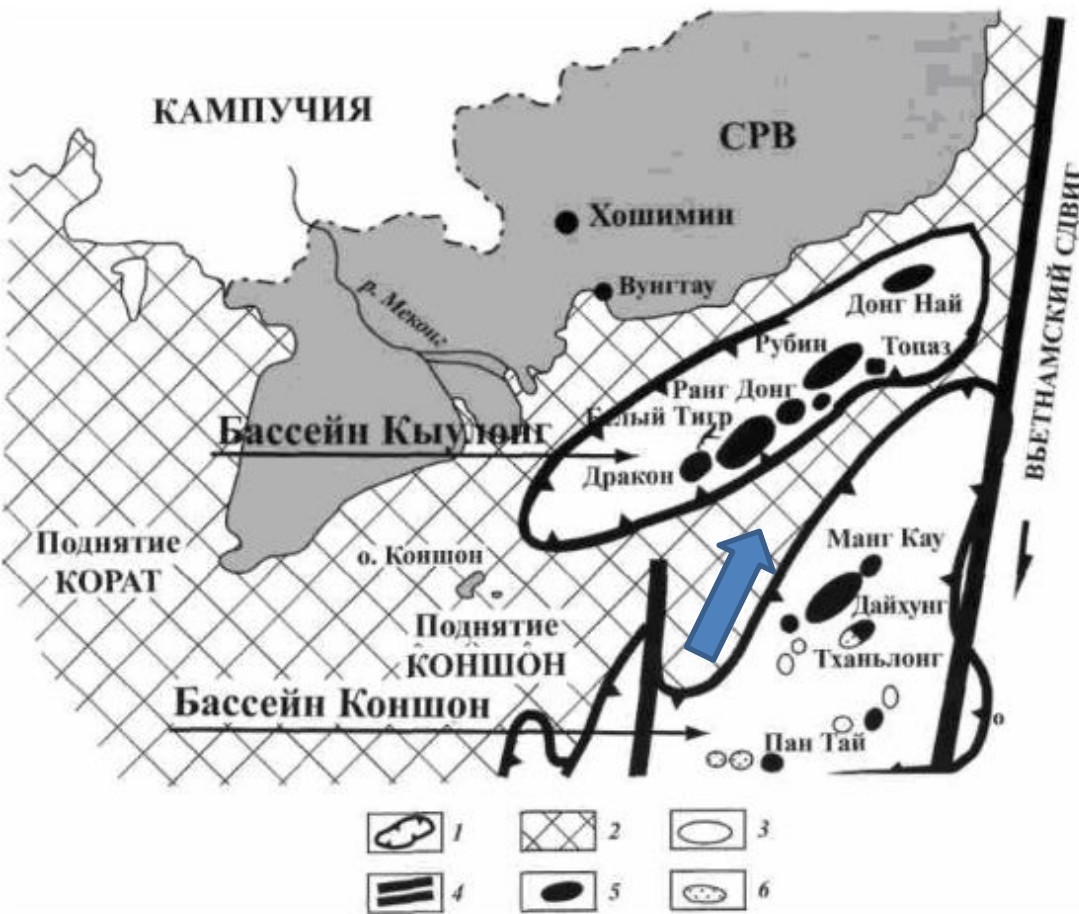 КАМПУЧИЯ
СРВ
Хошимин
Вунгтау
р. Меконг
ВЬЕТНАМСКИЙ СДВИГ
Донг Най
Рубин
Топаз
Ранг Донг
Белый Тигр
Бассейн Кыулонг
Дракон
Поднятие
КОРАТ
о. Коншон
Манг Кау
Дайхунг
Поднятие
КОНШОН
Тханьлонг
Бассейн Коншон
Пан Тай
о
1
2
3
4
5
6